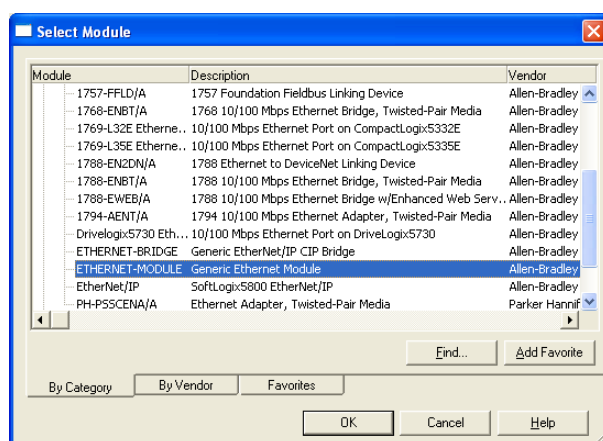 Select Module
Module Description Vendor
1757-FFLD/A 1757 Foundation Fieldbus Linking Device Allen-Bradley
1768-ENBT/A 1768 10/100 Mbps Ethernet Bridge, Twisted-Pair Media Allen-Bradley
1769-L32E Etherne... 10/100 Mbps Ethernet Port on CompactLogix5332E Allen-Bradley
1769-L35E Etherne... 10/100 Mbps Ethernet Port on CompactLogix5335E Allen-Bradley
1788-EN2DN/A 1788 Ethernet to DeviceNet Linking Device Allen-Bradley
1788-ENBT/A 1788 10/100 Mbps Ethernet Bridge, Twisted-Pair Media Allen-Bradley
1788-EWEB/A 1788 10/100 Mbps Ethernet Bridge w/Enhanced Web Serv... Allen-Bradley
1794-AENT/A 1794 10/100 Mbps Ethernet Adapter, Twisted-Pair Media Allen-Bradley
Drivelogix5730 Eth... 10/100 Mbps Ethernet Port on DriveLogix5730 Allen-Bradley
ETHERNET-BRIDGE Generic EtherNet/IP CIP Bridge Allen-Bradley
ETHERNET-MODULE Generic Ethernet Module Allen-Bradley
EtherNet/IP SoftLogix5800 EtherNet/IP Allen-Bradley
PH-PSSCENA/A Ethernet Adapter, Twisted-Pair Media Parker Hannif
Find... Add Favorite
By Category By Vendor Favorites
OK Cancel Help